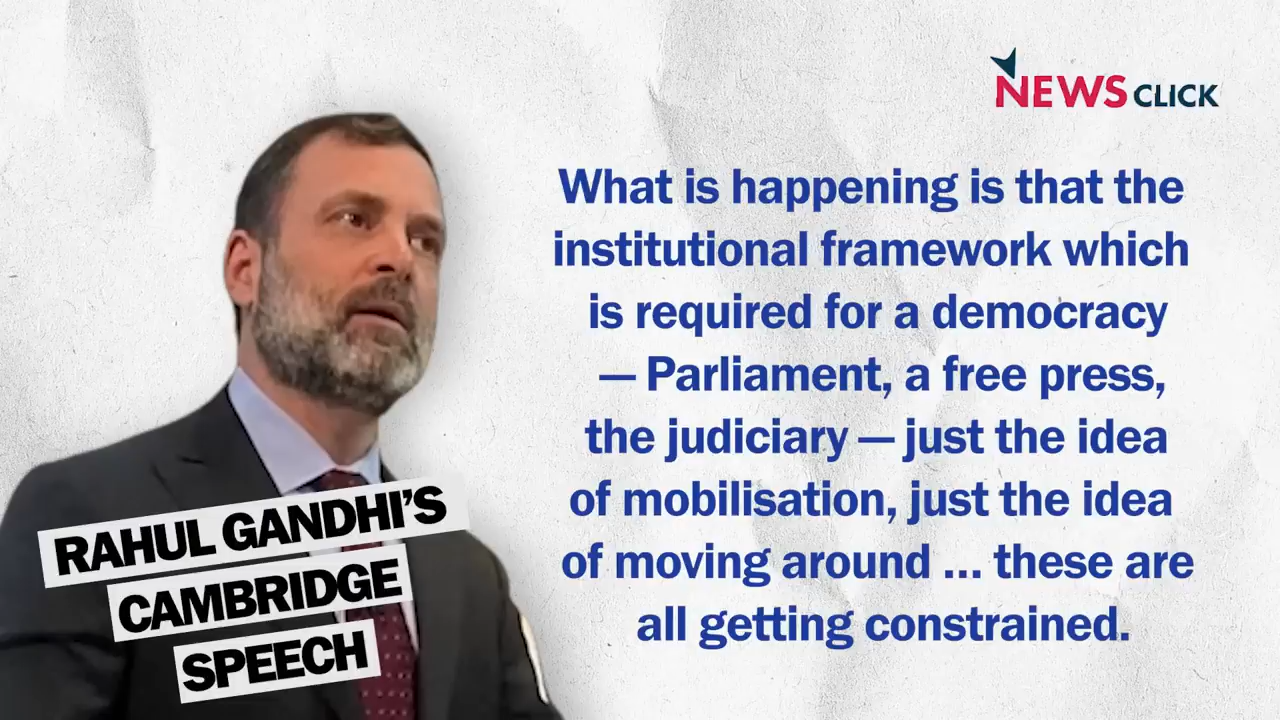 NEWSCLICK
What is happening is that the
institutional framework which
is required for a democracy
— Parliament, a free press,
the judiciary — just the idea
of mobilisation, just the idea
of moving around ... these are
all getting constrained.
RAHUL GANDHI'S
CAMBRIDGE
SPEECH